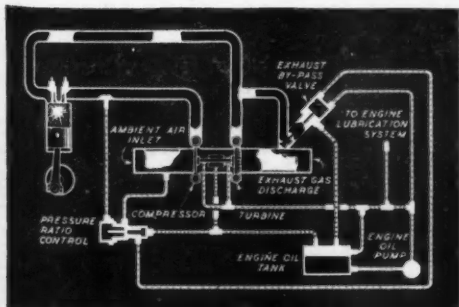 EXHAUST
BY-PASS
VALVE
TO ENGINE
LUBRICATION
SYSTEM
AMBIENT AIR
INLET
EXHAUST GAS
DISCHARGE
COMPRESSOR
TURBINE
PRESSURE
RATIO
CONTROL
ENGINE OIL
TANK
ENGINE
OIL
PUMP